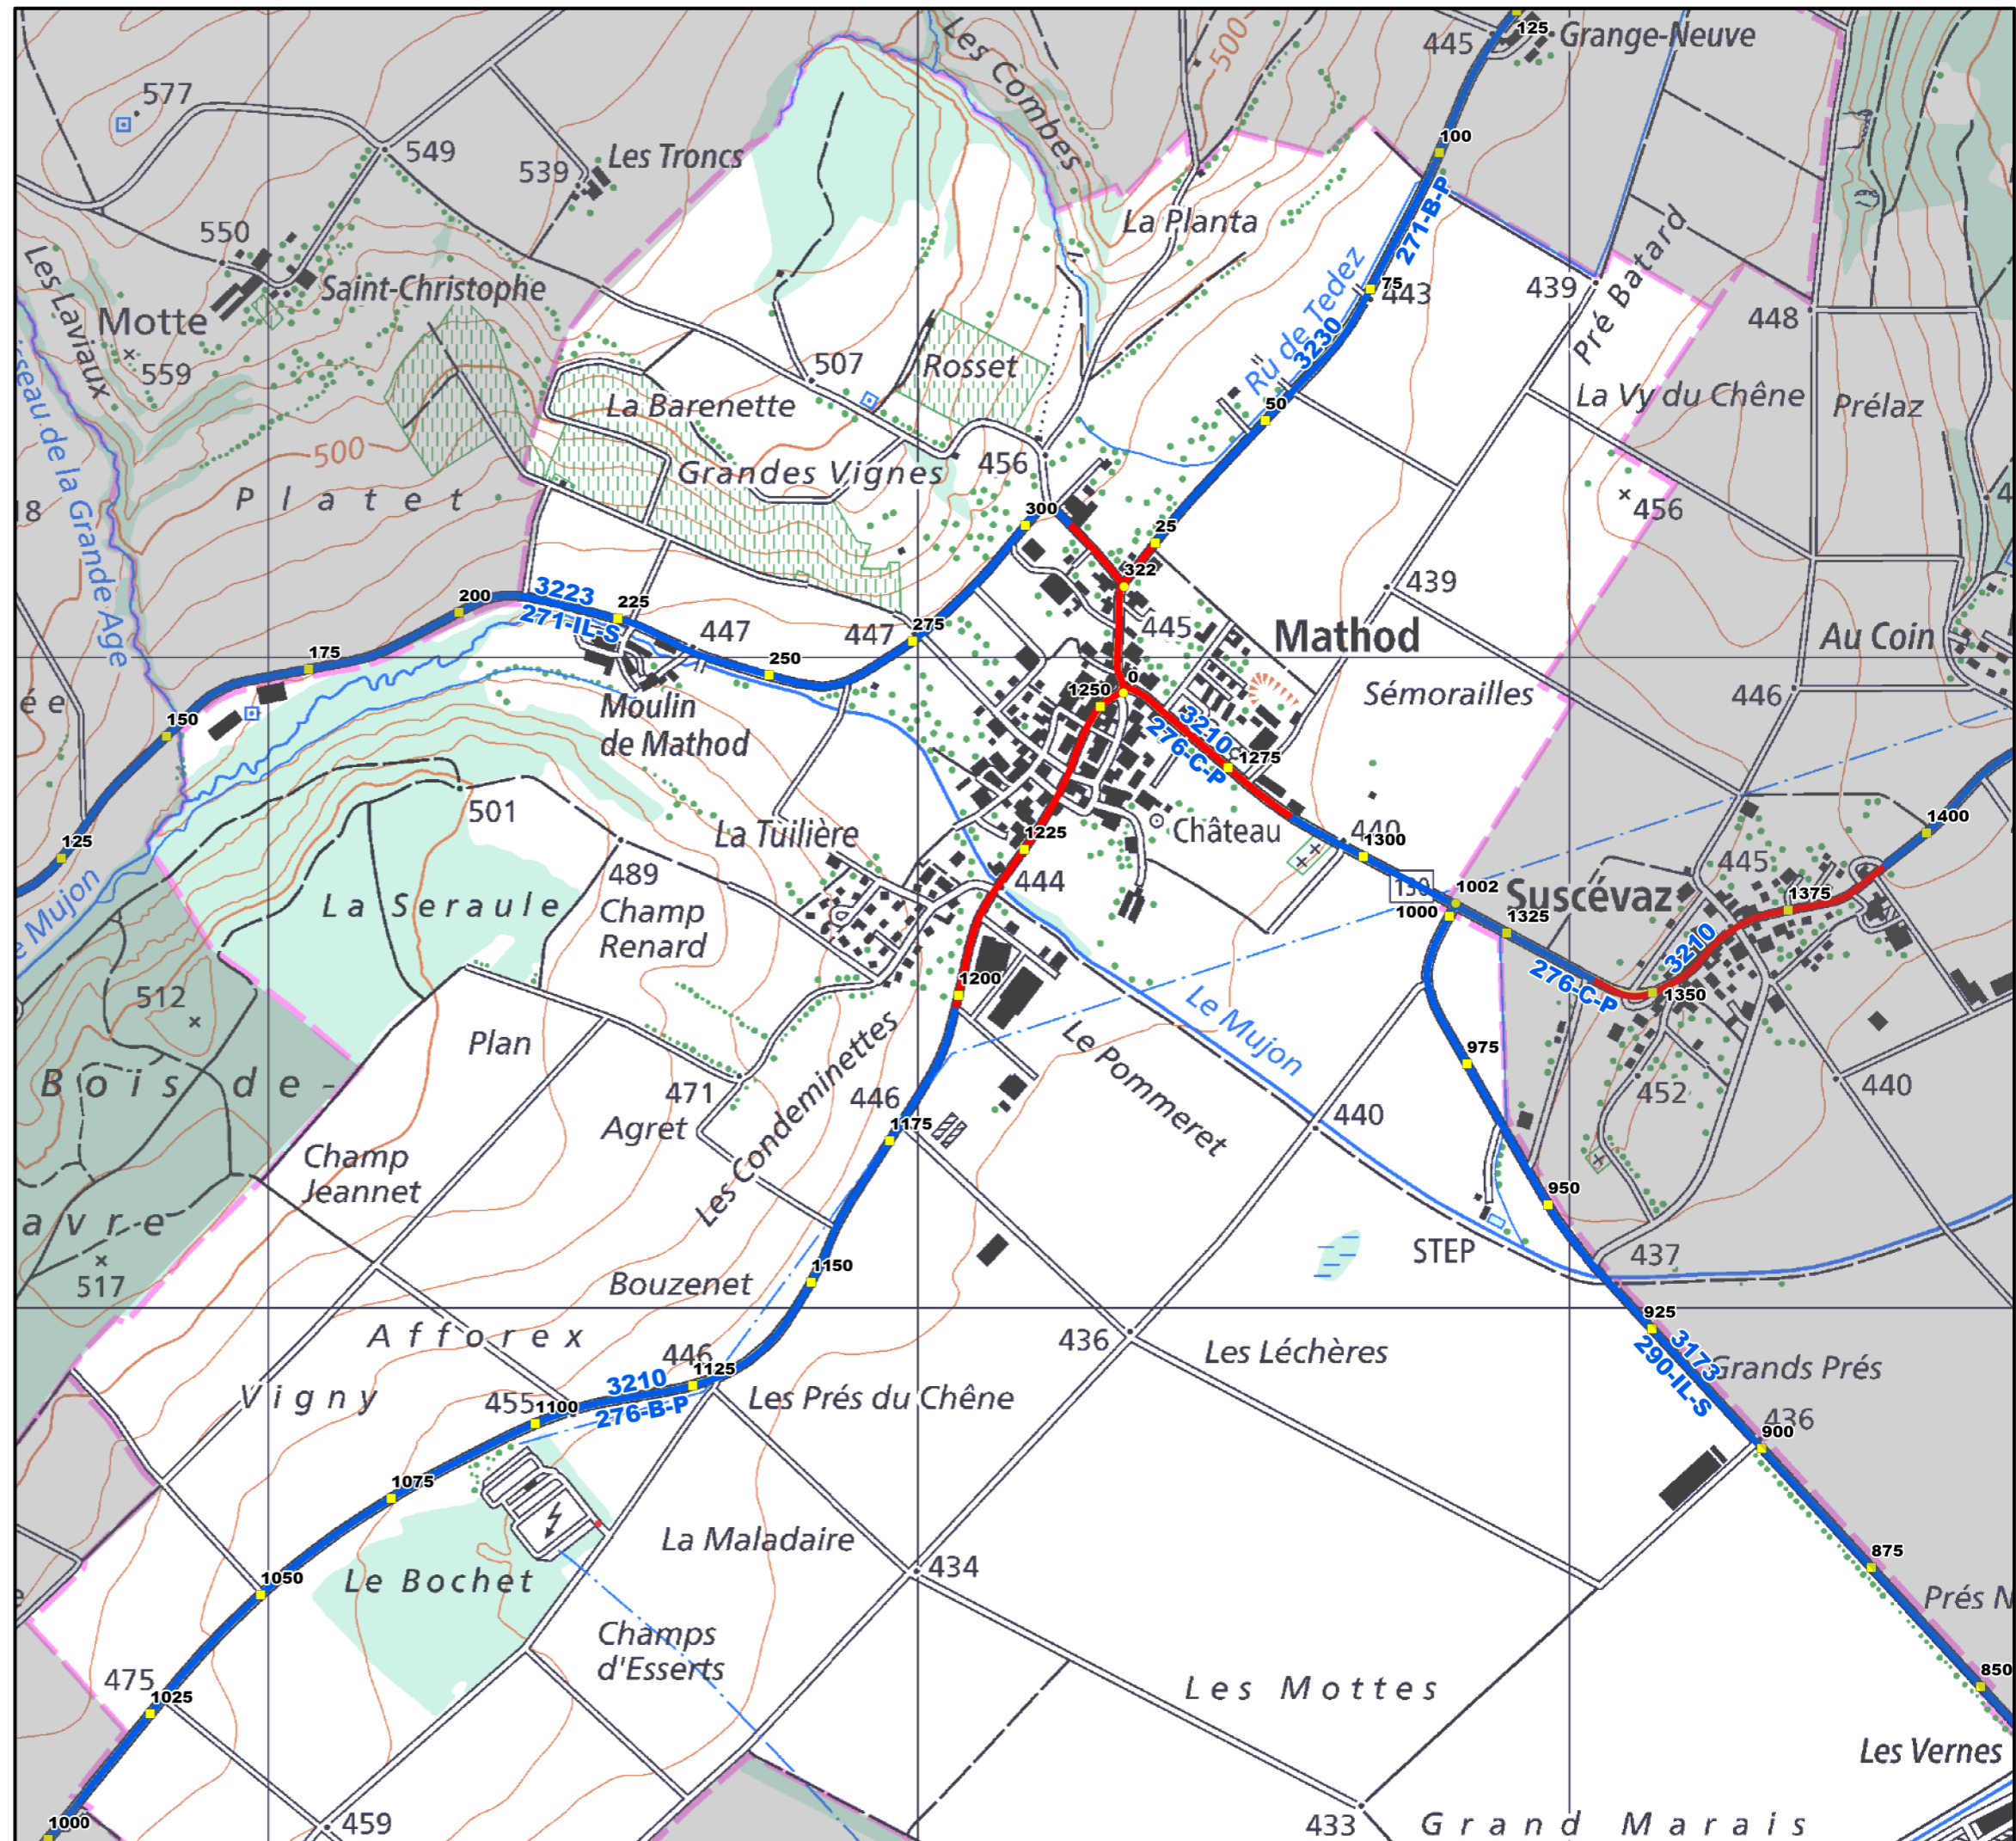 Les Combes
500
445
125
Grange-Neuve
577
100
549
539
Les Troncs
La Planta
271-B-P
550
Les Laviaux
Saint-Christophe
Ru de Tedez
75
443
439
Pré Batard
Motte
448
559
507
Rosset
3230
La Barenette
50
La Vy du Chêne
Prélaz
500
Grandes Vignes
456
Platet
456
300
25
322
200
3223
225
271-IL-S
447
447
275
445
439
Mathod
Au Coin
175
250
0
1250
Sémorailles
446
150
Moulin
de Mathod
3210
276-C-P
1275
501
125
La Tuilière
1225
Château
440
1300
1400
445
489
444
1002
1000
1325
Suscévaz
1375
La Seraule
Champ
Renard
Le Mujon
3210
276-C-P
1350
512
1200
Le Mujon
Plan
Le Pommeret
975
Bois de-
471
446
452
440
Agret
1175
440
Les Condeminettes
Champ
Jeannet
950
avre
517
Bouzenet
1150
STEP
437
925
Afforex
446
436
Les Léchères
3173
290-IL-S
Grands Prés
Vigny
455
1100
3210
276-B-P
1125
Les Prés du Chêne
436
900
1075
La Maladaire
434
875
1050
Le Bochet
Prés N
Champs
d'Esserts
475
1025
Les Mottes
850
Les Vernes
1000
459
433
Grand Marais